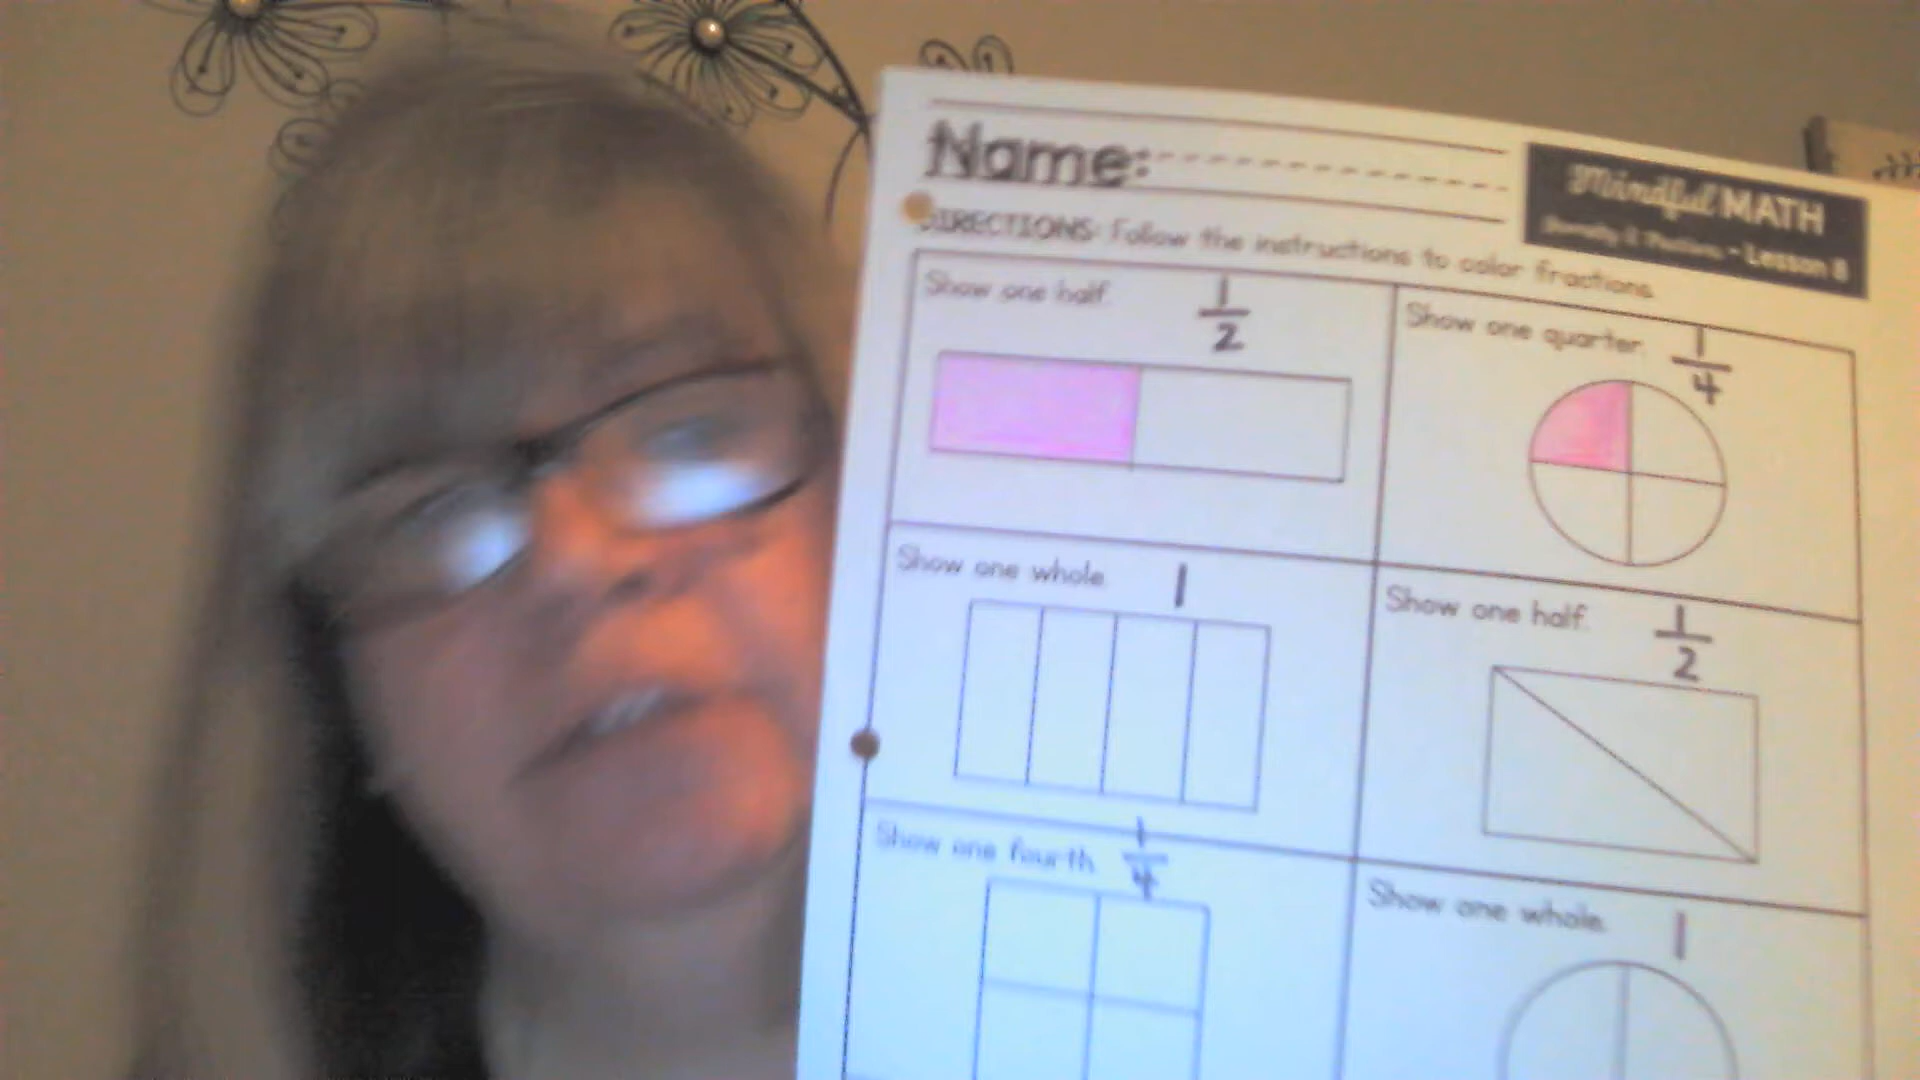 Name:
Mindful MATH
Lesson 8
DIRECTIONS: Follow the instructions to color fractions.
Show one half. 1/2
Show one quarter. 1/4
Show one whole. 1
Show one half. 1/2
Show one fourth. 1/4
Show one whole. 1